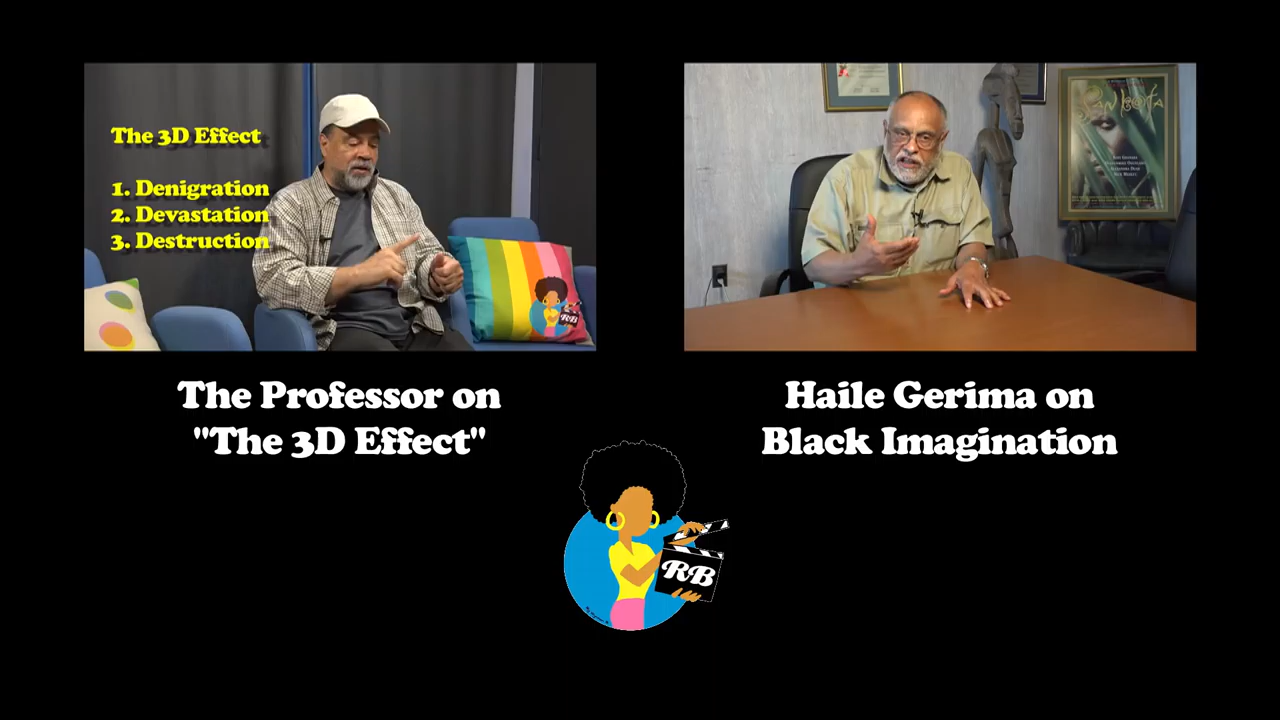 The 3D Effect
1. Denigration
2. Devastation
3. Destruction
RB
SANKOFA
The Professor on
"The 3D Effect"
Haile Gerima on
Black Imagination
RB